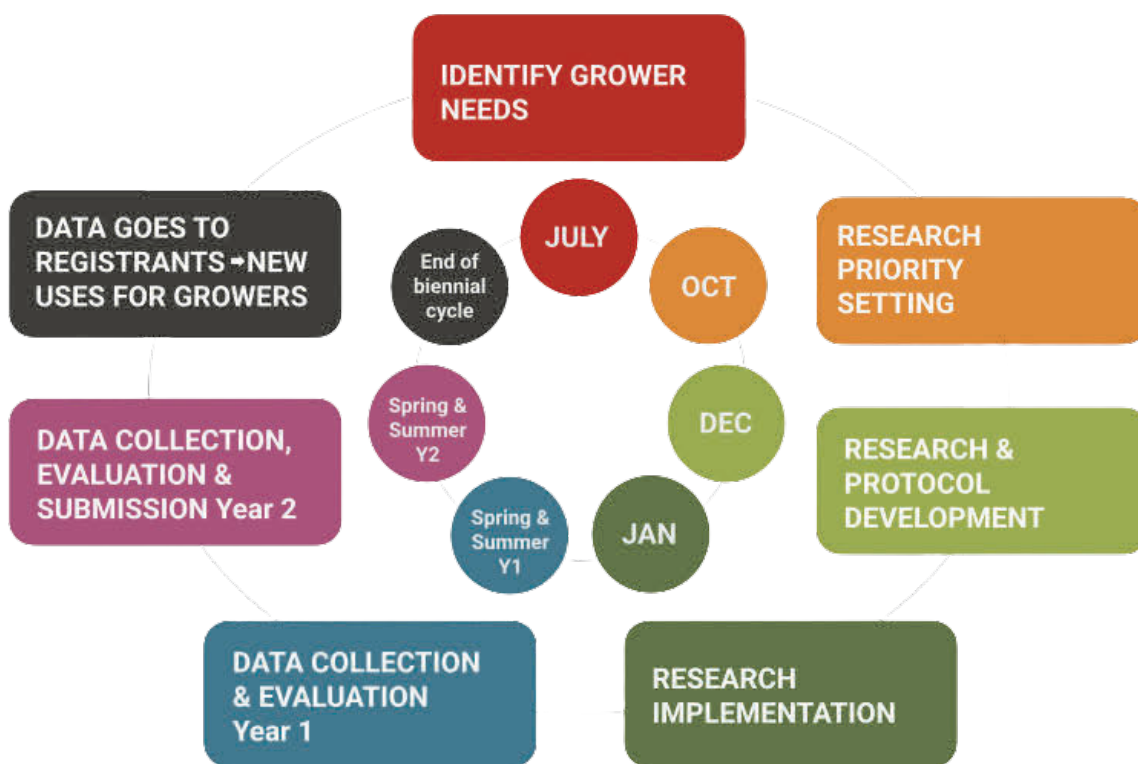 IDENTIFY GROWER
NEEDS
JULY
RESEARCH
PRIORITY
SETTING
OCT
RESEARCH &
PROTOCOL
DEVELOPMENT
DEC
RESEARCH
IMPLEMENTATION
JAN
DATA COLLECTION
& EVALUATION
Year 1
Spring &
Summer
Y1
DATA COLLECTION,
EVALUATION &
SUBMISSION Year 2
Spring &
Summer
Y2
DATA GOES TO
REGISTRANTS→NEW
USES FOR GROWERS
End of
biennial
cycle